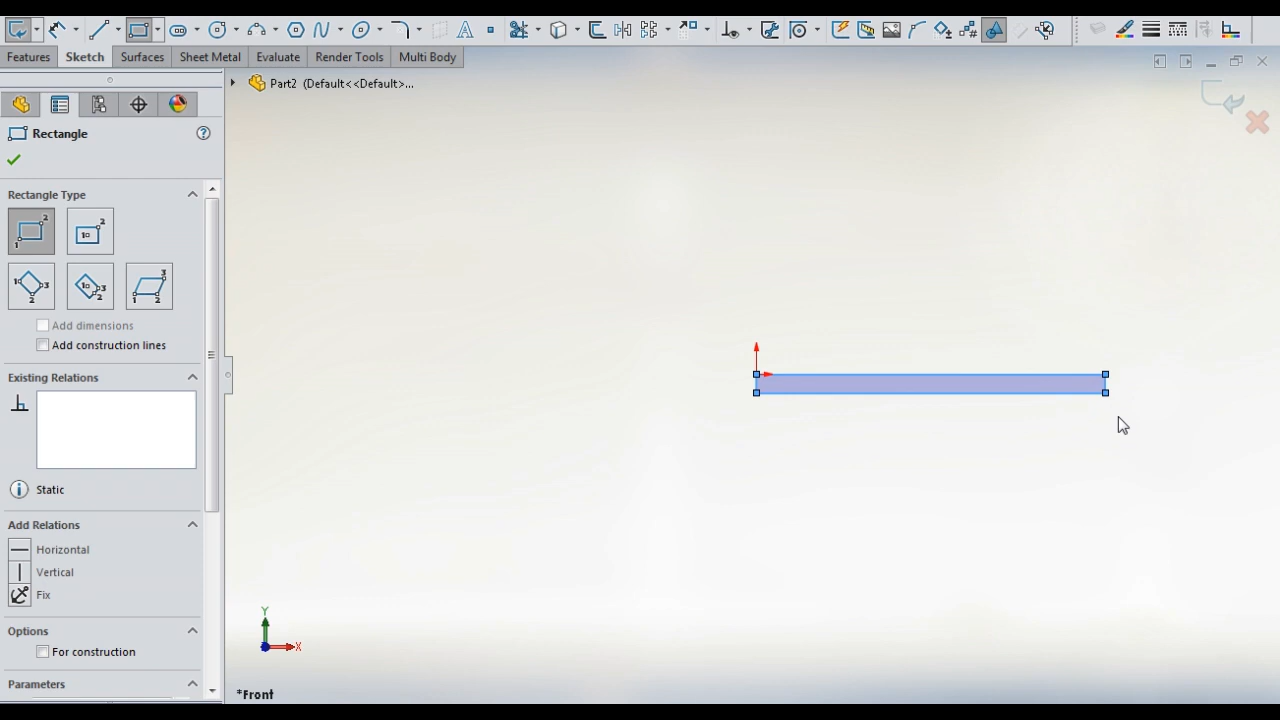 Features Sketch Surfaces Sheet Metal Evaluate Render Tools Multi Body
Part2 (Default<<Default>...
Rectangle
Rectangle Type
Add dimensions
Add construction lines
Existing Relations
Static
Add Relations
Horizontal
Vertical
Fix
Options
For construction
Parameters
Y
X
*Front